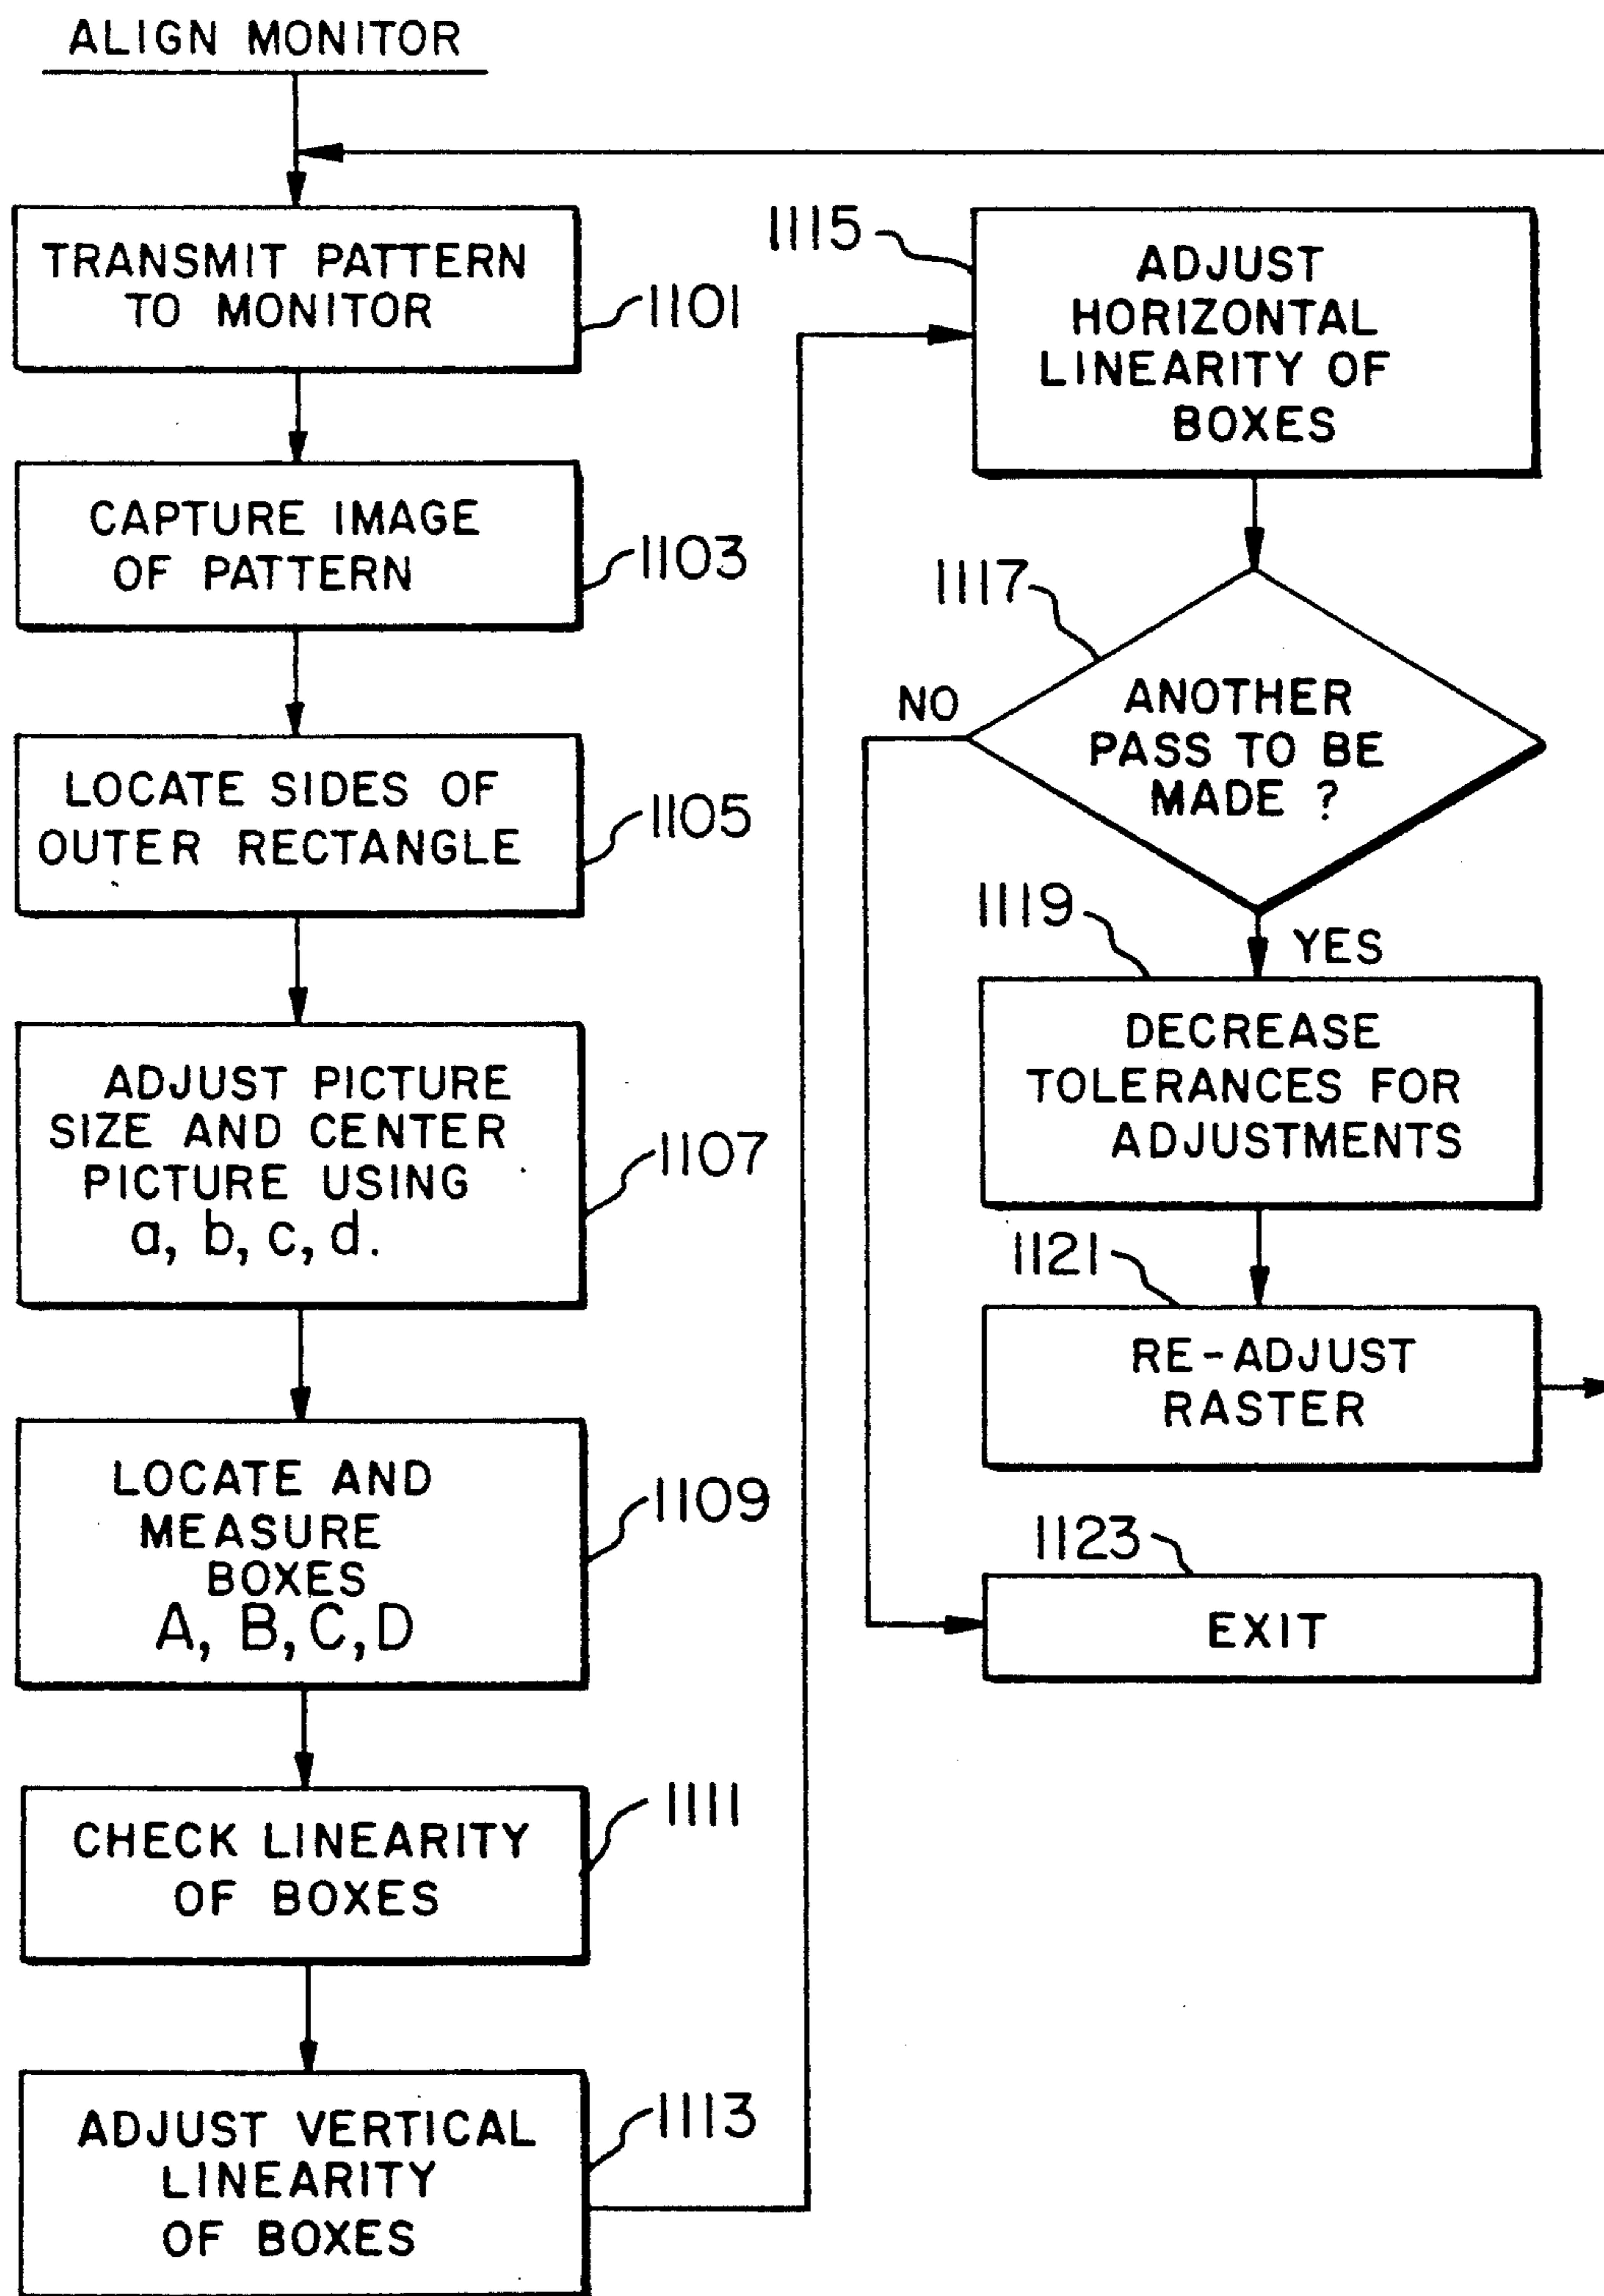 ALIGN MONITOR
TRANSMIT PATTERN
TO MONITOR
1101
CAPTURE IMAGE
OF PATTERN
1103
LOCATE SIDES OF
OUTER RECTANGLE
1105
ADJUST PICTURE
SIZE AND CENTER
PICTURE USING
a, b, c, d.
1107
LOCATE AND
MEASURE
BOXES
A, B, C, D
1109
CHECK LINEARITY
OF BOXES
1111
ADJUST VERTICAL
LINEARITY
OF BOXES
1113
1115
ADJUST
HORIZONTAL
LINEARITY OF
BOXES
1117
NO
ANOTHER
PASS TO BE
MADE ?
YES
1119
DECREASE
TOLERANCES FOR
ADJUSTMENTS
1121
RE-ADJUST
RASTER
1123
EXIT